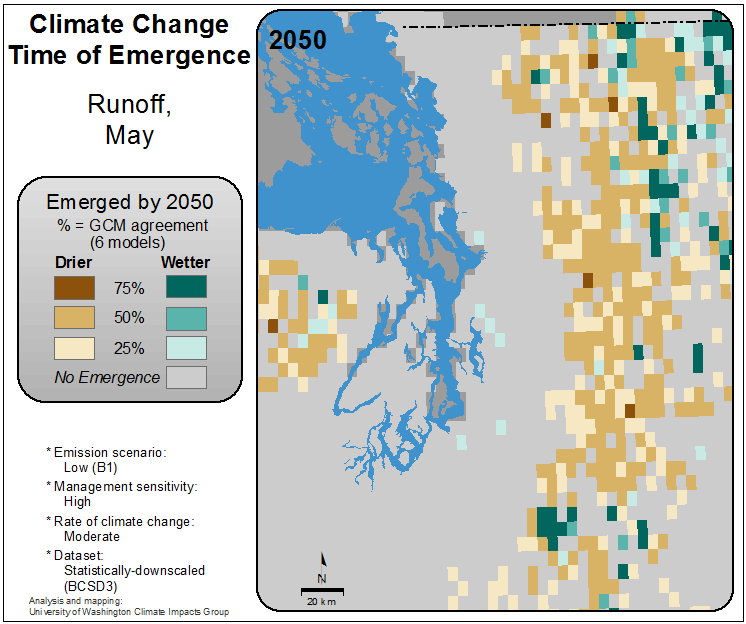 Climate Change
Time of Emergence
Runoff,
May
Emerged by 2050
% = GCM agreement
(6 models)
Drier Wetter
75%
50%
25%
No Emergence
* Emission scenario:
Low (B1)
* Management sensitivity:
High
* Rate of climate change:
Moderate
* Dataset:
Statistically-downscaled
(BCSD3)
Analysis and mapping:
University of Washington Climate Impacts Group
2050
N
20 km